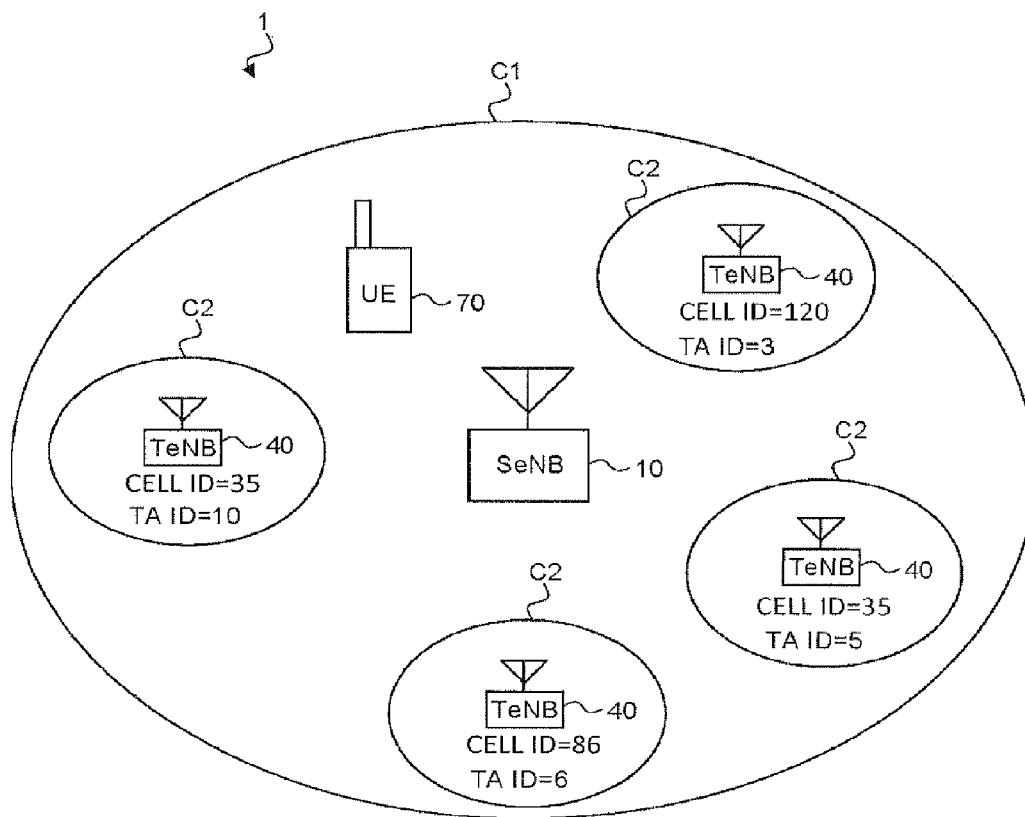 1
C1
C2
TeNB 40
CELL ID=120
TA ID=3
UE 70
C2
TeNB 40
CELL ID=35
TA ID=10
SeNB 10
C2
TeNB 40
CELL ID=35
TA ID=5
C2
TeNB 40
CELL ID=86
TA ID=6